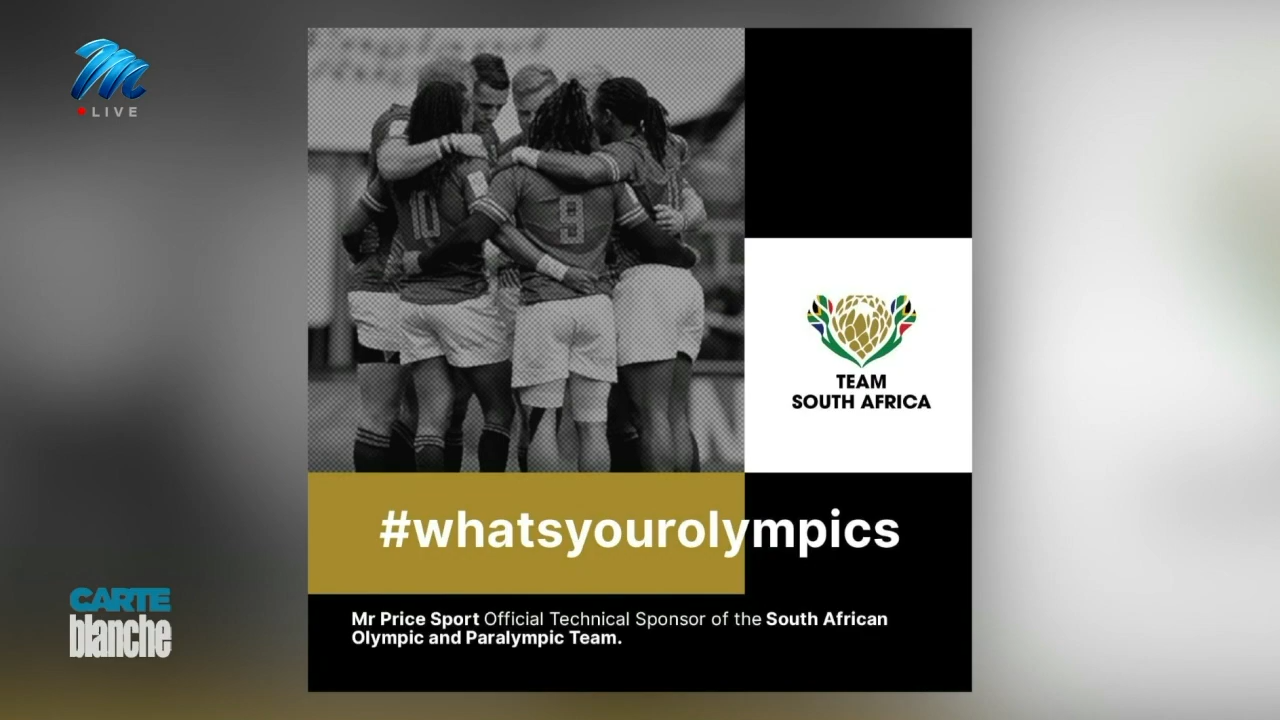 LIVE
10
9
TEAM
SOUTH AFRICA
#whatsyourolympics
CARTE
blanche
Mr Price Sport Official Technical Sponsor of the South African
Olympic and Paralympic Team.